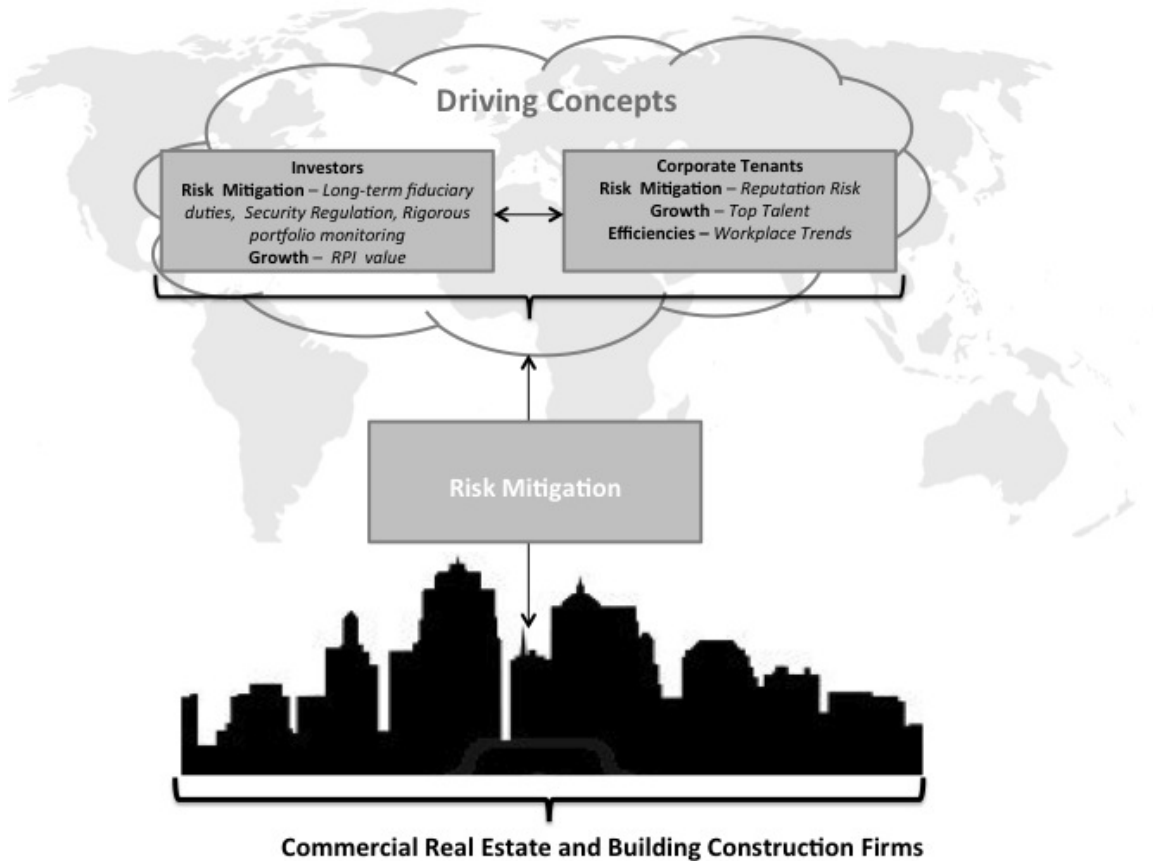 Driving Concepts
Investors
Risk Mitigation – Long-term fiduciary
duties, Security Regulation, Rigorous
portfolio monitoring
Growth – RPI value
Corporate Tenants
Risk Mitigation – Reputation Risk
Growth – Top Talent
Efficiencies – Workplace Trends
Risk Mitigation
Commercial Real Estate and Building Construction Firms